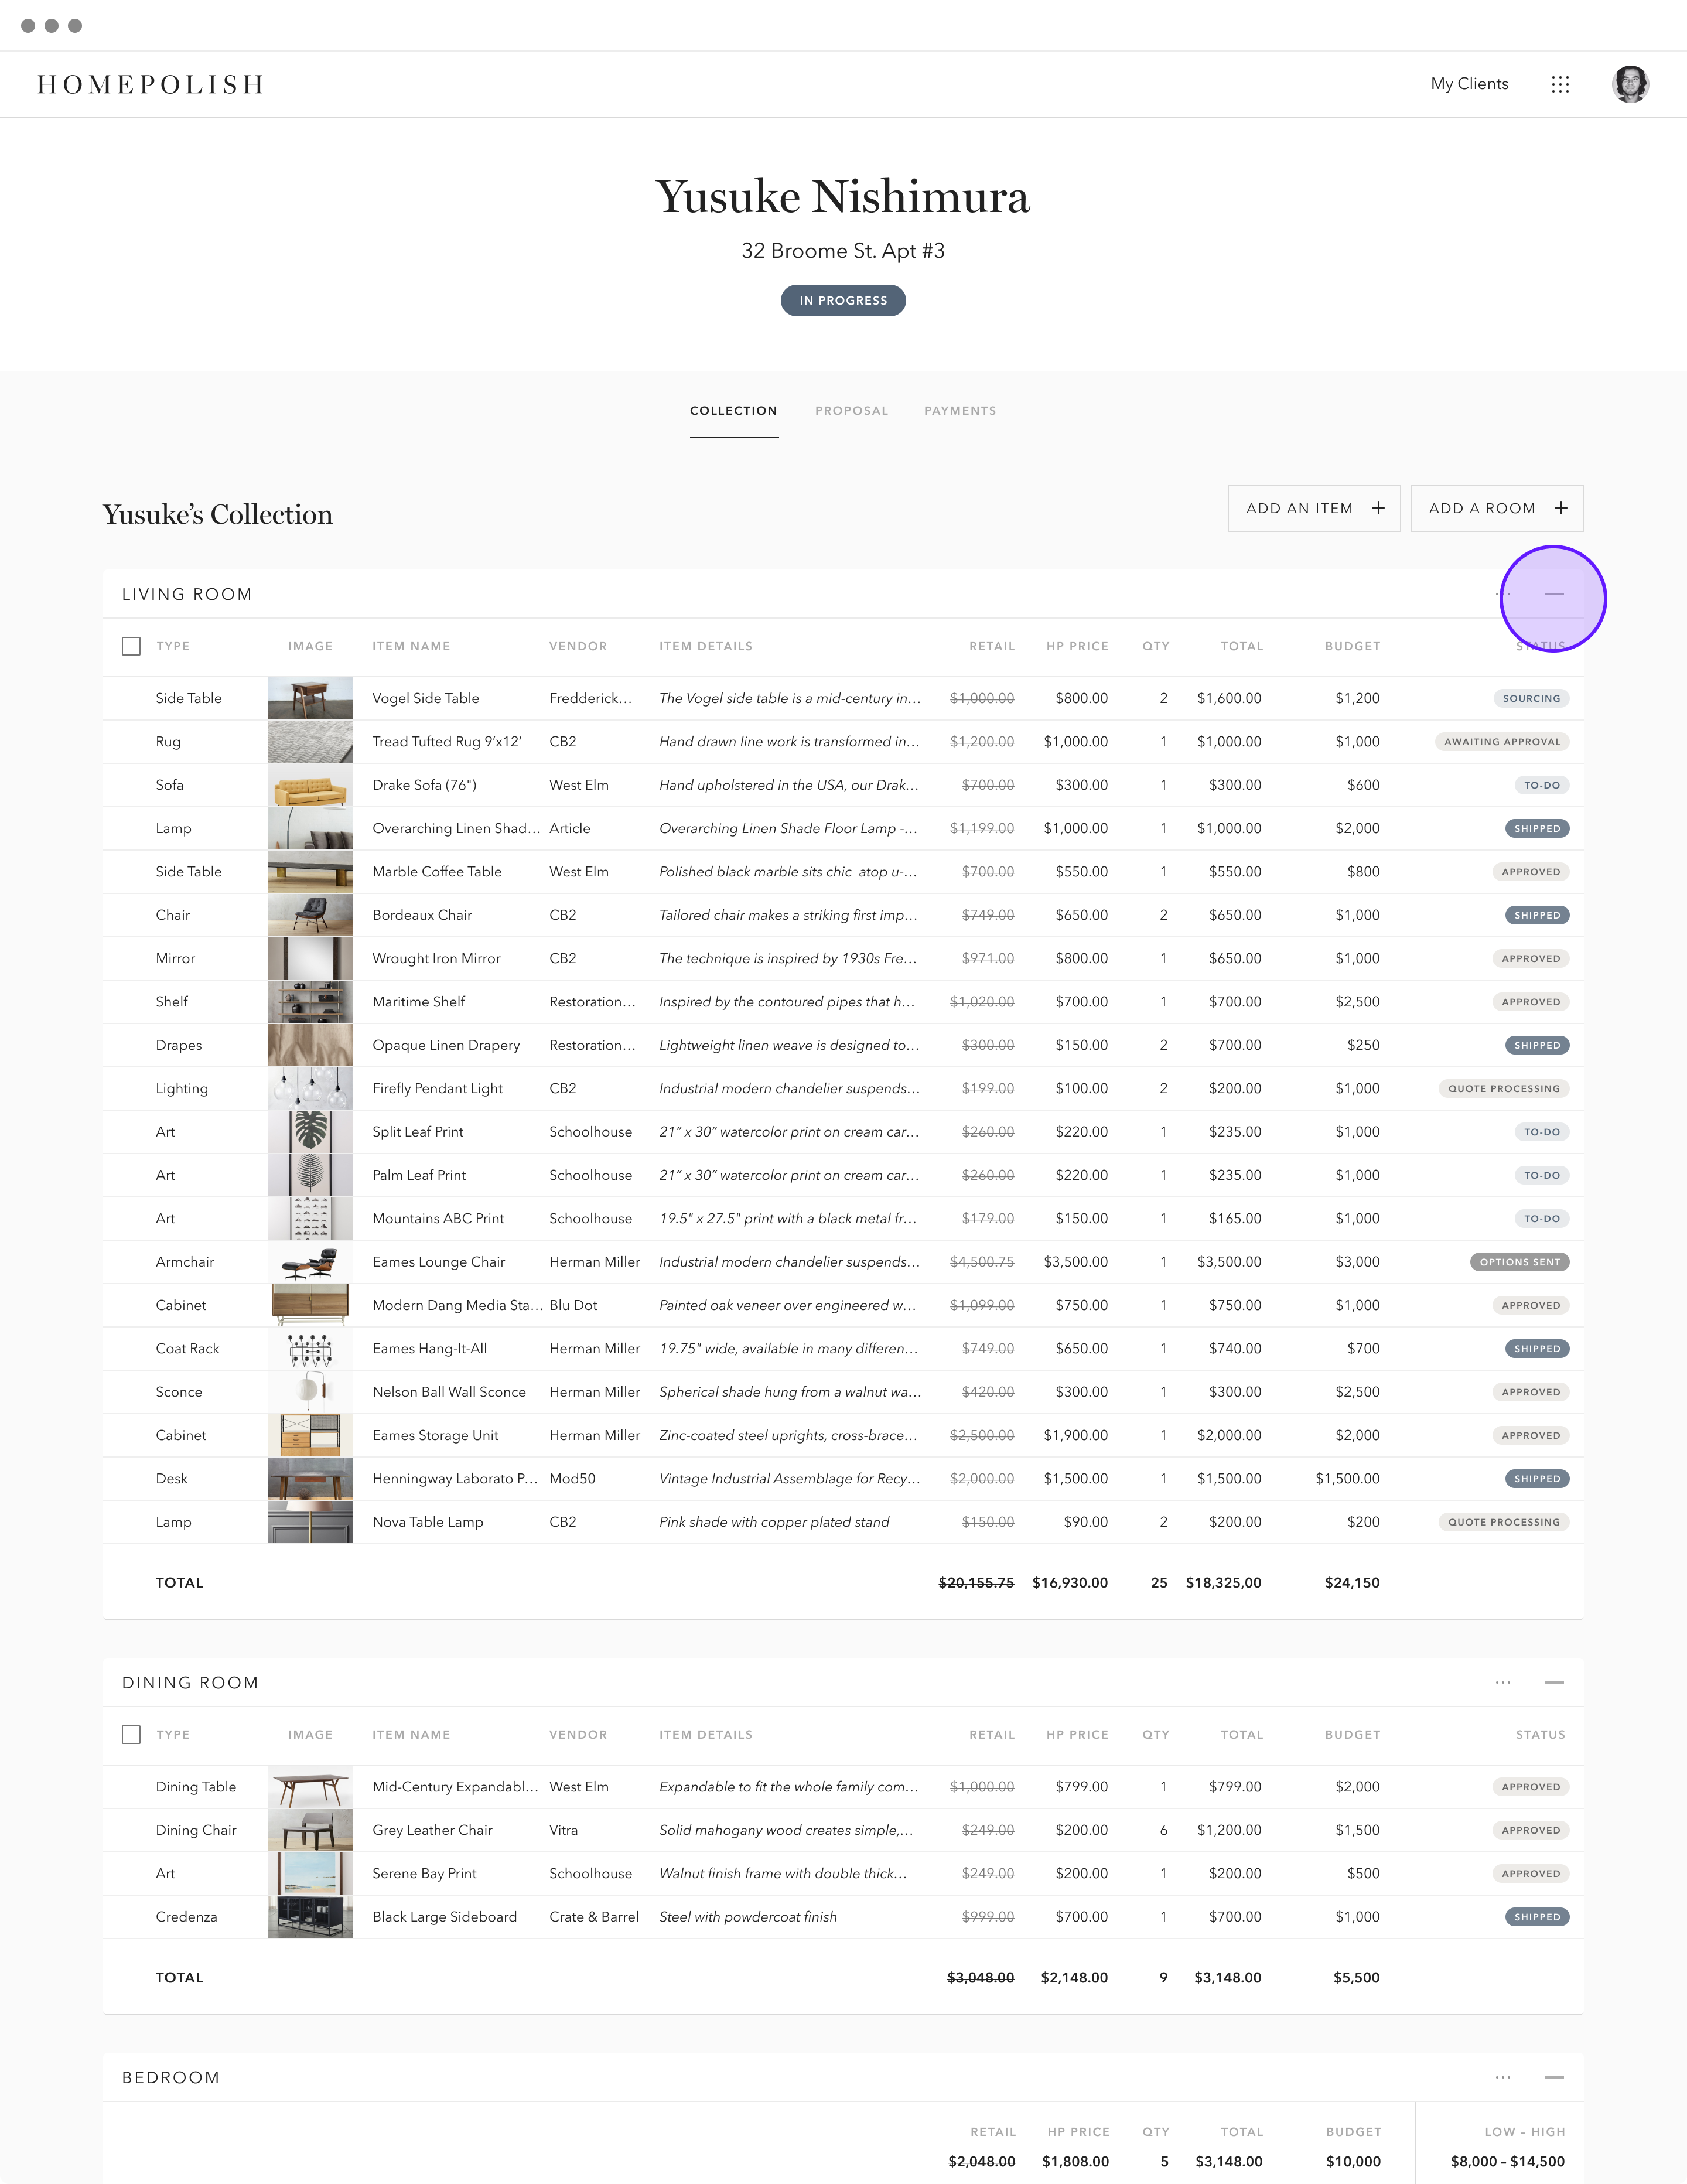 HOMEPOLISH My Clients
Yusuke Nishimura
32 Broome St. Apt #3
IN PROGRESS
COLLECTION PROPOSAL PAYMENTS
Yusuke’s Collection ADD AN ITEM + ADD A ROOM +
LIVING ROOM ...
TYPE IMAGE ITEM NAME VENDOR ITEM DETAILS RETAIL HP PRICE QTY TOTAL BUDGET STATUS
Side Table Vogel Side Table Fredderick… The Vogel side table is a mid-century in… $1,000.00 $800.00 2 $1,600.00 $1,200 SOURCING
Rug Tread Tufted Rug 9’x12’ CB2 Hand drawn line work is transformed in… $1,200.00 $1,000.00 1 $1,000.00 $1,000 AWAITING APPROVAL
Sofa Drake Sofa (76") West Elm Hand upholstered in the USA, our Drak… $700.00 $300.00 1 $300.00 $600 TO-DO
Lamp Overarching Linen Shad… Article Overarching Linen Shade Floor Lamp -… $1,199.00 $1,000.00 1 $1,000.00 $2,000 SHIPPED
Side Table Marble Coffee Table West Elm Polished black marble sits chic atop u-… $700.00 $550.00 1 $550.00 $800 APPROVED
Chair Bordeaux Chair CB2 Tailored chair makes a striking first imp… $749.00 $650.00 2 $650.00 $1,000 SHIPPED
Mirror Wrought Iron Mirror CB2 The technique is inspired by 1930s Fre… $971.00 $800.00 1 $650.00 $1,000 APPROVED
Shelf Maritime Shelf Restoration… Inspired by the contoured pipes that h… $1,020.00 $700.00 1 $700.00 $2,500 APPROVED
Drapes Opaque Linen Drapery Restoration… Lightweight linen weave is designed to… $300.00 $150.00 2 $700.00 $250 SHIPPED
Lighting Firefly Pendant Light CB2 Industrial modern chandelier suspends… $199.00 $100.00 2 $200.00 $1,000 QUOTE PROCESSING
Art Split Leaf Print Schoolhouse 21” x 30” watercolor print on cream car… $260.00 $220.00 1 $235.00 $1,000 TO-DO
Art Palm Leaf Print Schoolhouse 21” x 30” watercolor print on cream car… $260.00 $220.00 1 $235.00 $1,000 TO-DO
Art Mountains ABC Print Schoolhouse 19.5" x 27.5" print with a black metal fr… $179.00 $150.00 1 $165.00 $1,000 TO-DO
Armchair Eames Lounge Chair Herman Miller Industrial modern chandelier suspends… $4,500.75 $3,500.00 1 $3,500.00 $3,000 OPTIONS SENT
Cabinet Modern Dang Media Sta… Blu Dot Painted oak veneer over engineered w… $1,099.00 $750.00 1 $750.00 $1,000 APPROVED
Coat Rack Eames Hang-It-All Herman Miller 19.75" wide, available in many differen… $749.00 $650.00 1 $740.00 $700 SHIPPED
Sconce Nelson Ball Wall Sconce Herman Miller Spherical shade hung from a walnut wa… $420.00 $300.00 1 $300.00 $2,500 APPROVED
Cabinet Eames Storage Unit Herman Miller Zinc-coated steel uprights, cross-brace… $2,500.00 $1,900.00 1 $2,000.00 $2,000 APPROVED
Desk Henningway Laborato P… Mod50 Vintage Industrial Assemblage for Recy… $2,000.00 $1,500.00 1 $1,500.00 $1,500.00 SHIPPED
Lamp Nova Table Lamp CB2 Pink shade with copper plated stand $150.00 $90.00 2 $200.00 $200 QUOTE PROCESSING
TOTAL $20,155.75 $16,930.00 25 $18,325,00 $24,150
DINING ROOM ...
TYPE IMAGE ITEM NAME VENDOR ITEM DETAILS RETAIL HP PRICE QTY TOTAL BUDGET STATUS
Dining Table Mid-Century Expandabl… West Elm Expandable to fit the whole family com… $1,000.00 $799.00 1 $799.00 $2,000 APPROVED
Dining Chair Grey Leather Chair Vitra Solid mahogany wood creates simple,… $249.00 $200.00 6 $1,200.00 $1,500 APPROVED
Art Serene Bay Print Schoolhouse Walnut finish frame with double thick… $249.00 $200.00 1 $200.00 $500 APPROVED
Credenza Black Large Sideboard Crate & Barrel Steel with powdercoat finish $999.00 $700.00 1 $700.00 $1,000 SHIPPED
TOTAL $3,048.00 $2,148.00 9 $3,148.00 $5,500
BEDROOM ...
RETAIL HP PRICE QTY TOTAL BUDGET LOW – HIGH
$2,048.00 $1,808.00 5 $3,148.00 $10,000 $8,000 – $14,500